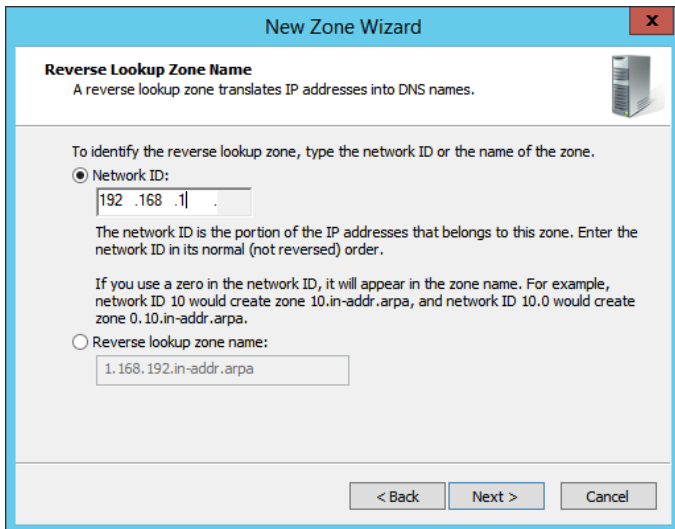 New Zone Wizard
x
Reverse Lookup Zone Name
A reverse lookup zone translates IP addresses into DNS names.
To identify the reverse lookup zone, type the network ID or the name of the zone.
Network ID:
192 .168 .1 .
The network ID is the portion of the IP addresses that belongs to this zone. Enter the
network ID in its normal (not reversed) order.
If you use a zero in the network ID, it will appear in the zone name. For example,
network ID 10 would create zone 10.in-addr.arpa, and network ID 10.0 would create
zone 0.10.in-addr.arpa.
Reverse lookup zone name:
1.168.192.in-addr.arpa
< Back Next > Cancel